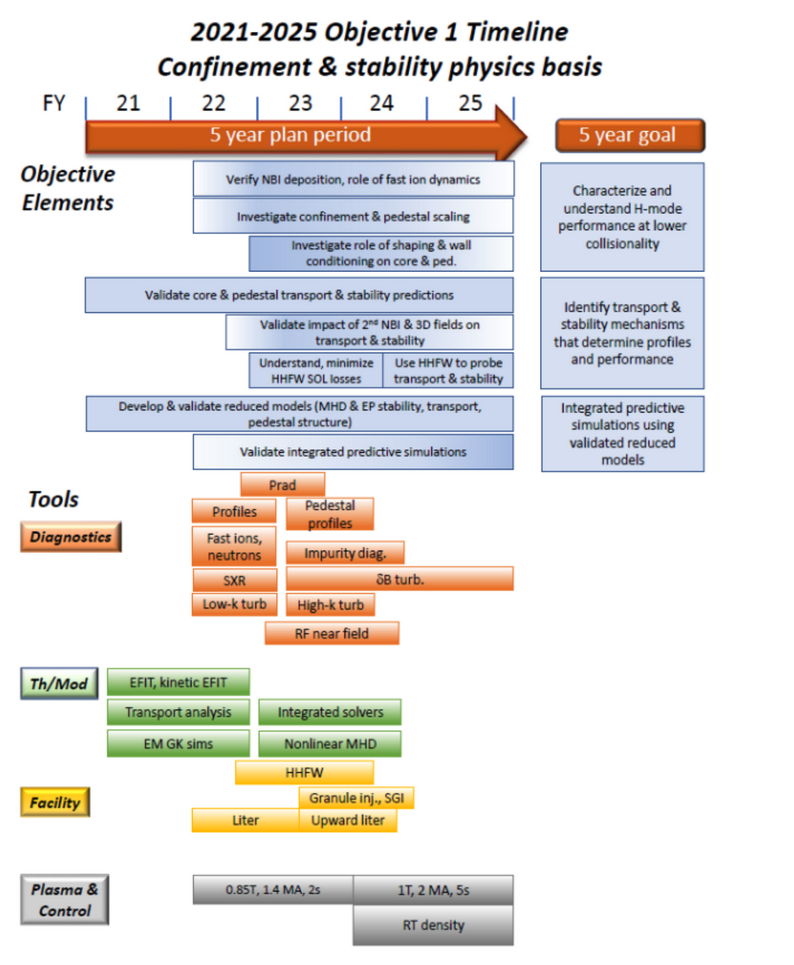 2021-2025 Objective 1 Timeline
Confinement & stability physics basis
FY 21 22 23 24 25
5 year plan period
5 year goal
Objective
Elements
Verify NBI deposition, role of fast ion dynamics
Investigate confinement & pedestal scaling
Investigate role of shaping & wall
conditioning on core & ped.
Characterize and
understand H-mode
performance at lower
collisionality
Validate core & pedestal transport & stability predictions
Validate impact of 2nd NBI & 3D fields on
transport & stability
Understand, minimize
HHFW SOL losses
Use HHFW to probe
transport & stability
Identify transport &
stability mechanisms
that determine profiles
and performance
Develop & validate reduced models (MHD & EP stability, transport,
pedestal structure)
Validate integrated predictive simulations
Integrated predictive
simulations using
validated reduced
models
Tools
Diagnostics
Prad
Profiles
Pedestal
profiles
Fast ions,
neutrons
Impurity diag.
SXR
δB turb.
Low-k turb
High-k turb
RF near field
Th/Mod
EFIT, kinetic EFIT
Transport analysis
Integrated solvers
EM GK sims
Nonlinear MHD
Facility
HHFW
Granule inj., SGI
Liter
Upward liter
Plasma &
Control
0.85T, 1.4 MA, 2s
1T, 2 MA, 5s
RT density